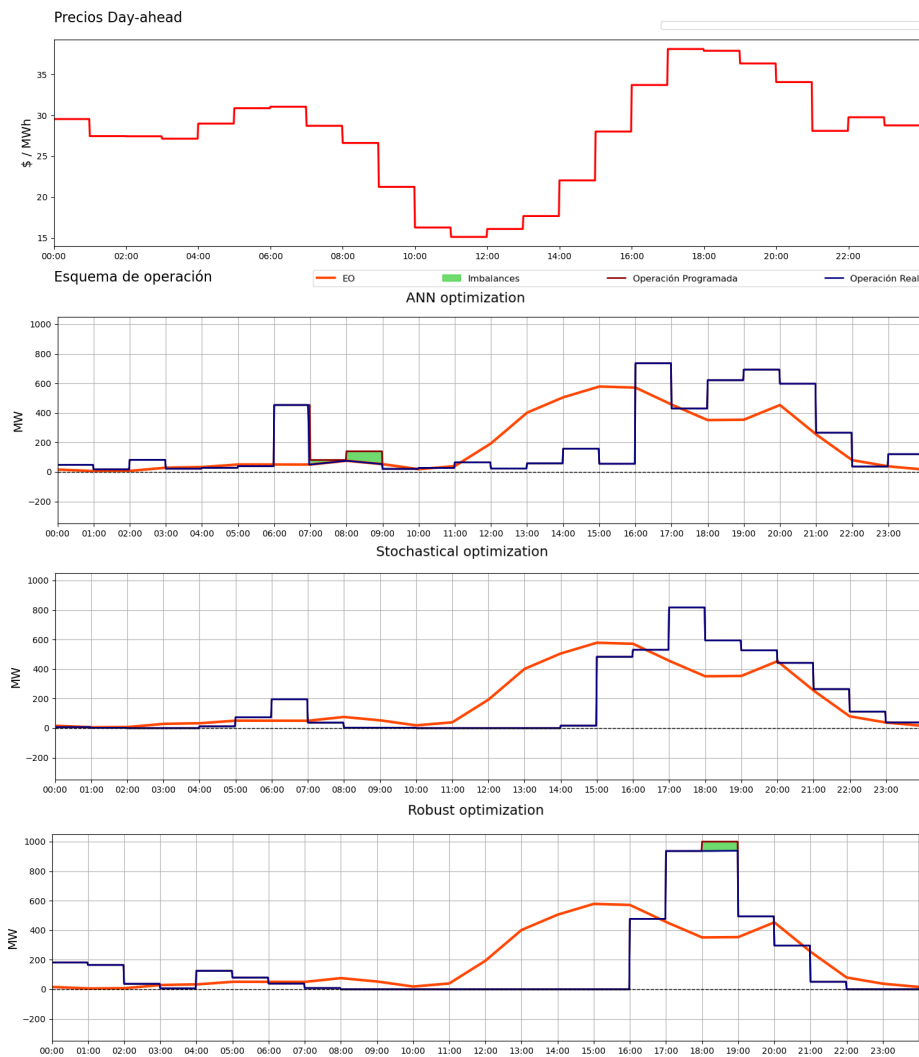 Precios Day-ahead
$ / MWh
35
30
25
20
15
00:00 02:00 04:00 06:00 08:00 10:00 12:00 14:00 16:00 18:00 20:00 22:00
Esquema de operación
EO Imbalances Operación Programada Operación Real
ANN optimization
MW
1000
800
600
400
200
0
−200
00:00 01:00 02:00 03:00 04:00 05:00 06:00 07:00 08:00 09:00 10:00 11:00 12:00 13:00 14:00 15:00 16:00 17:00 18:00 19:00 20:00 21:00 22:00 23:00
Stochastical optimization
MW
1000
800
600
400
200
0
−200
00:00 01:00 02:00 03:00 04:00 05:00 06:00 07:00 08:00 09:00 10:00 11:00 12:00 13:00 14:00 15:00 16:00 17:00 18:00 19:00 20:00 21:00 22:00 23:00
Robust optimization
MW
1000
800
600
400
200
0
−200
00:00 01:00 02:00 03:00 04:00 05:00 06:00 07:00 08:00 09:00 10:00 11:00 12:00 13:00 14:00 15:00 16:00 17:00 18:00 19:00 20:00 21:00 22:00 23:00